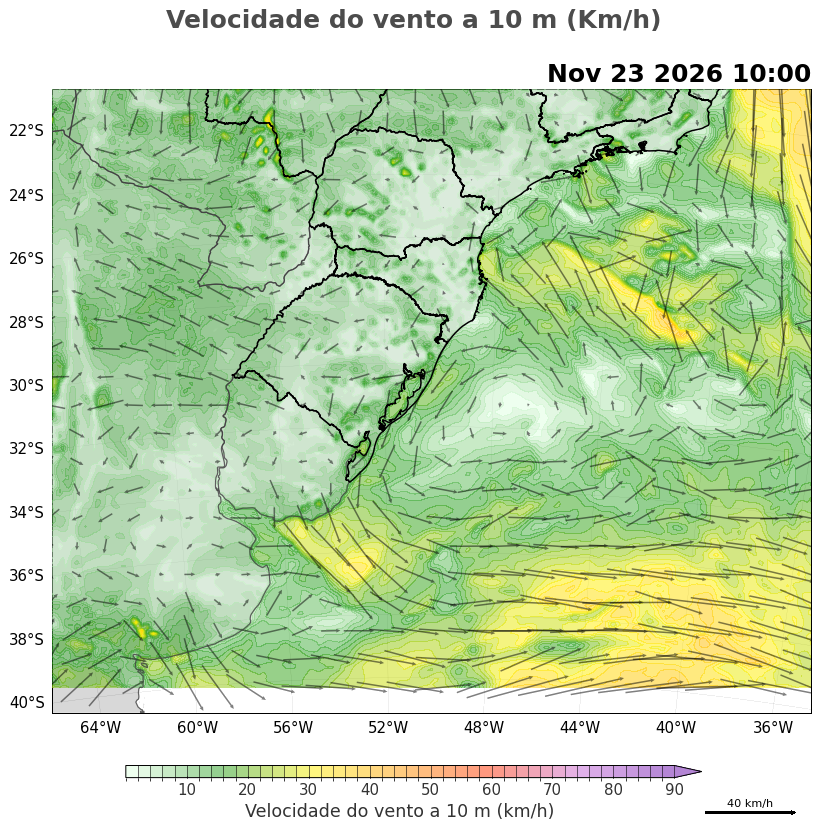 Velocidade do vento a 10 m (Km/h)
Nov 23 2026 10:00
22°S
24°S
26°S
28°S
30°S
32°S
34°S
36°S
38°S
40°S
64°W 60°W 56°W 52°W 48°W 44°W 40°W 36°W
10 20 30 40 50 60 70 80 90
Velocidade do vento a 10 m (km/h)
40 km/h